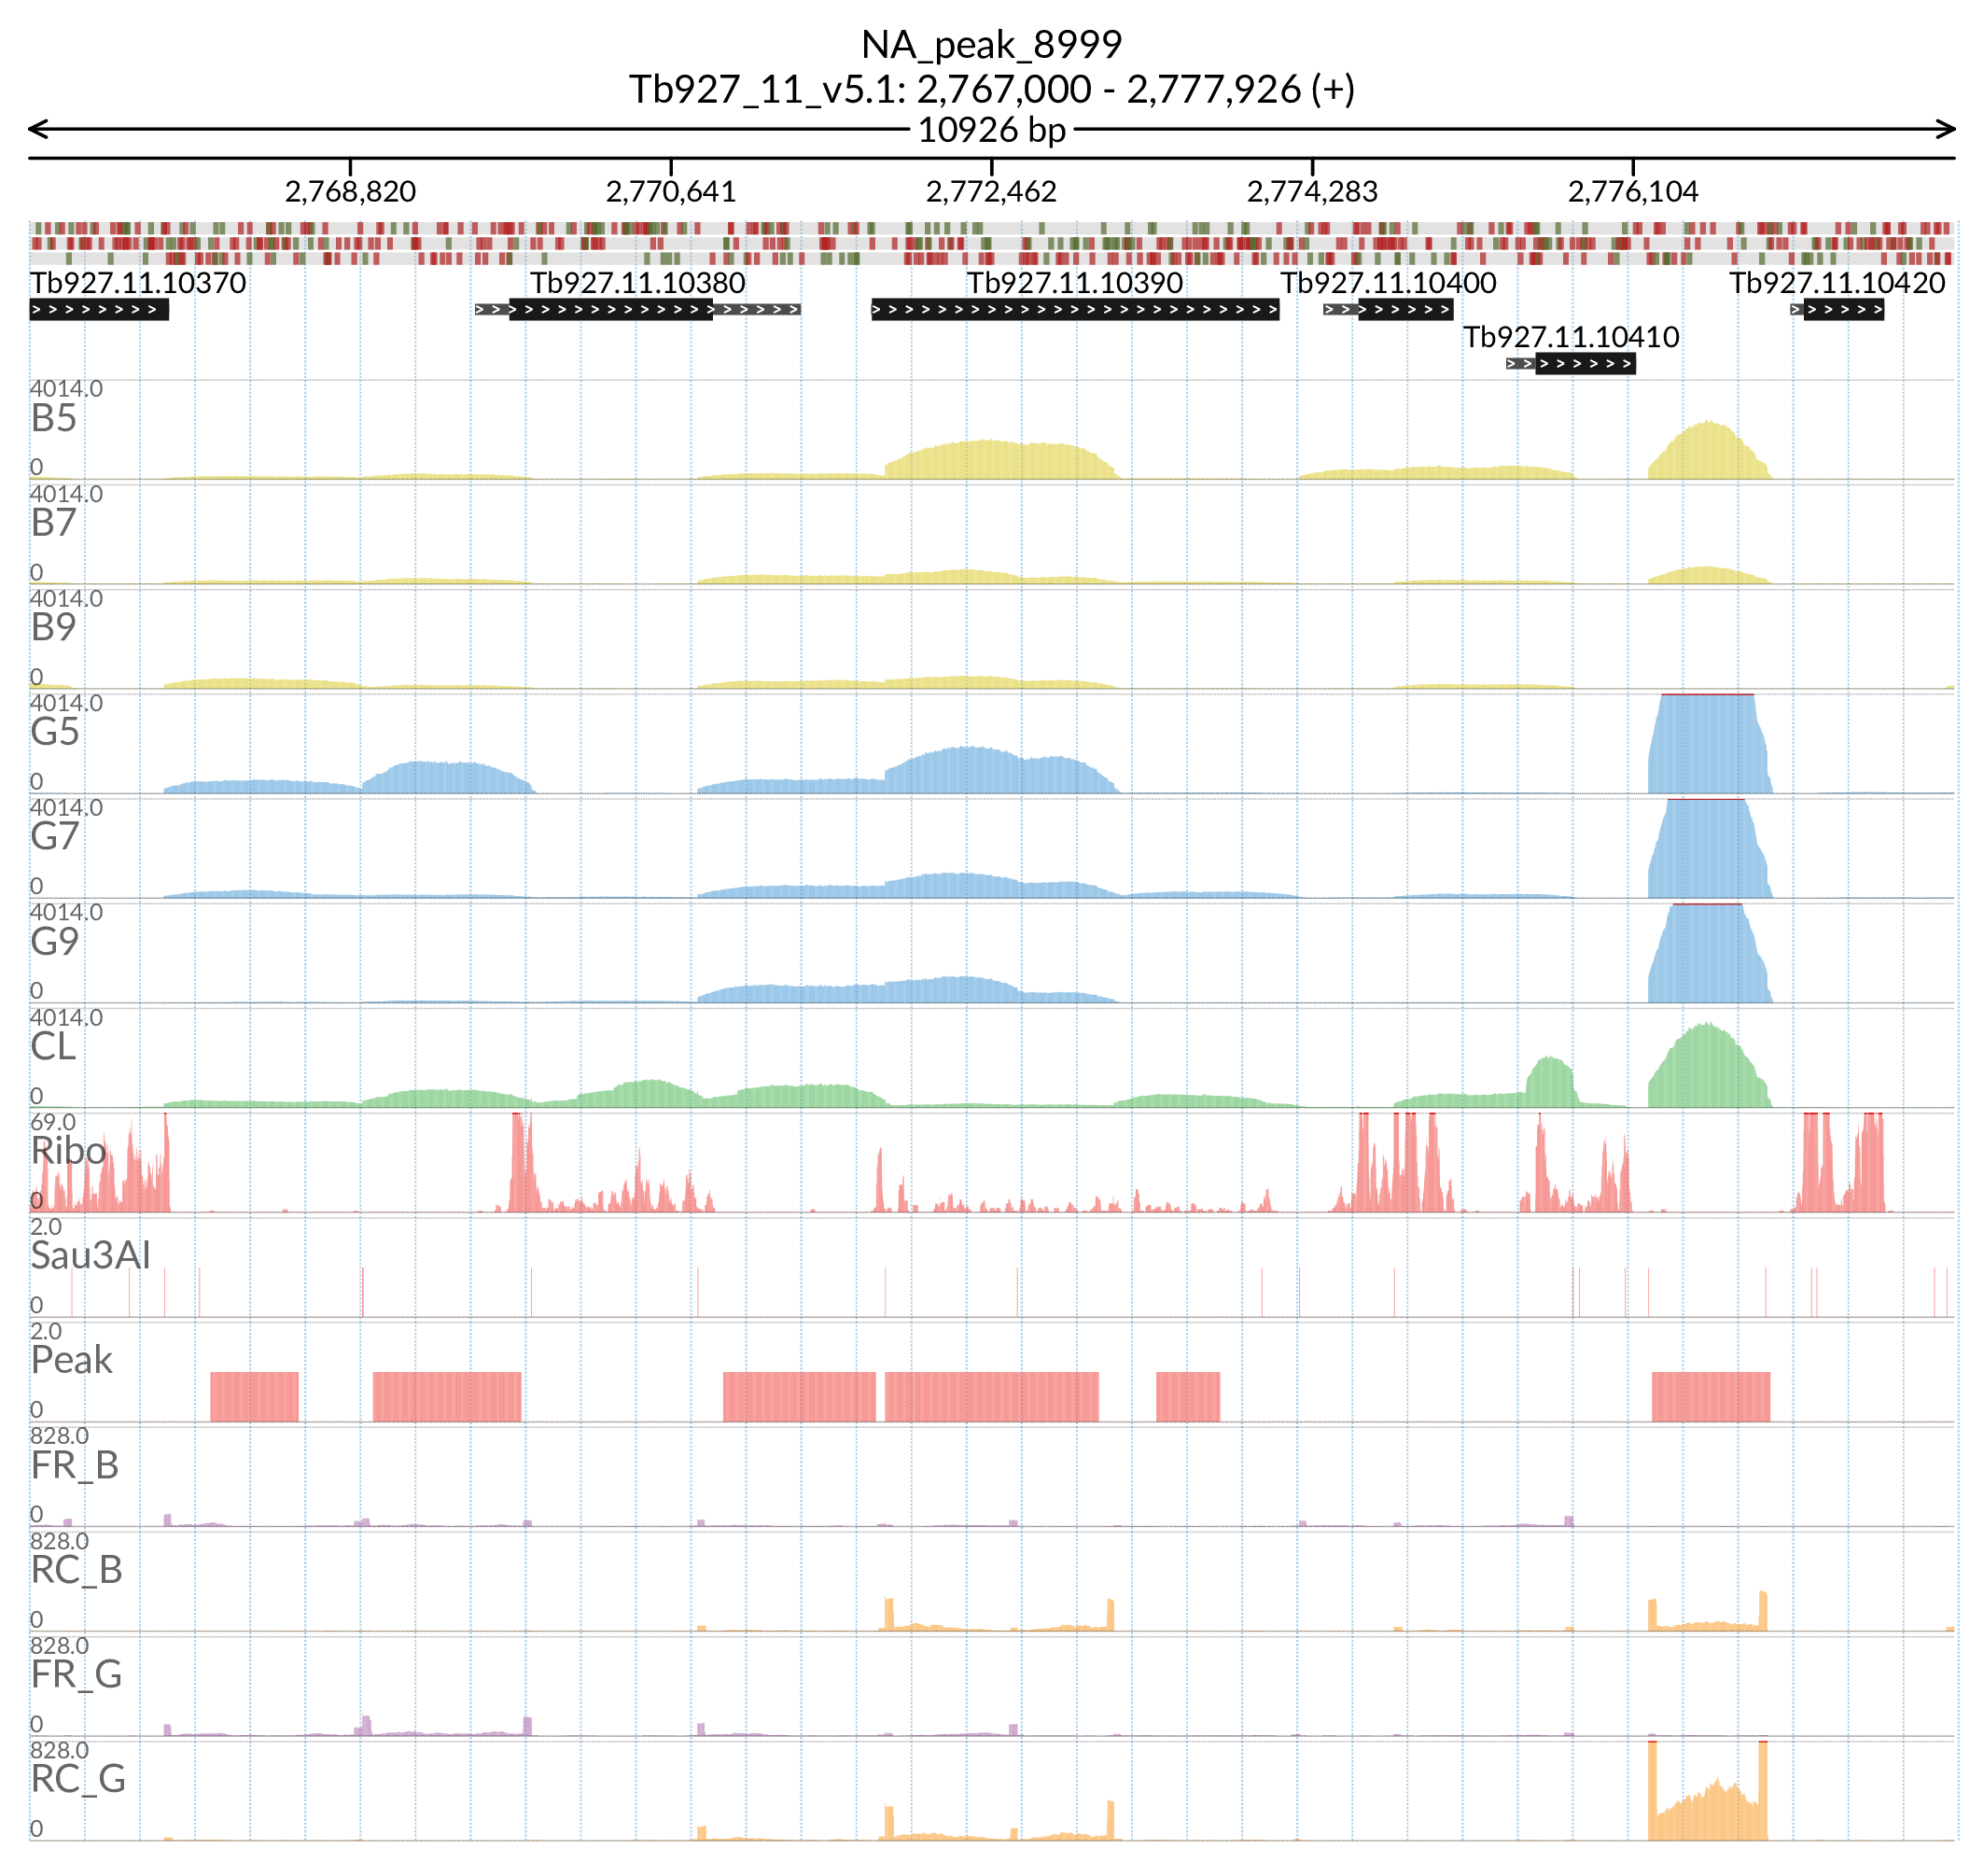 NA_peak_8999
Tb927_11_v5.1: 2,767,000 - 2,777,926 (+)
10926 bp
2,768,820 2,770,641 2,772,462 2,774,283 2,776,104
Tb927.11.10370 Tb927.11.10380 Tb927.11.10390 Tb927.11.10400 Tb927.11.10420
Tb927.11.10410
4014.0
B5
0
4014.0
B7
0
4014.0
B9
0
4014.0
G5
0
4014.0
G7
0
4014.0
G9
0
4014.0
CL
0
69.0
Ribo
0
2.0
Sau3AI
0
2.0
Peak
0
828.0
FR_B
0
828.0
RC_B
0
828.0
FR_G
0
828.0
RC_G
0